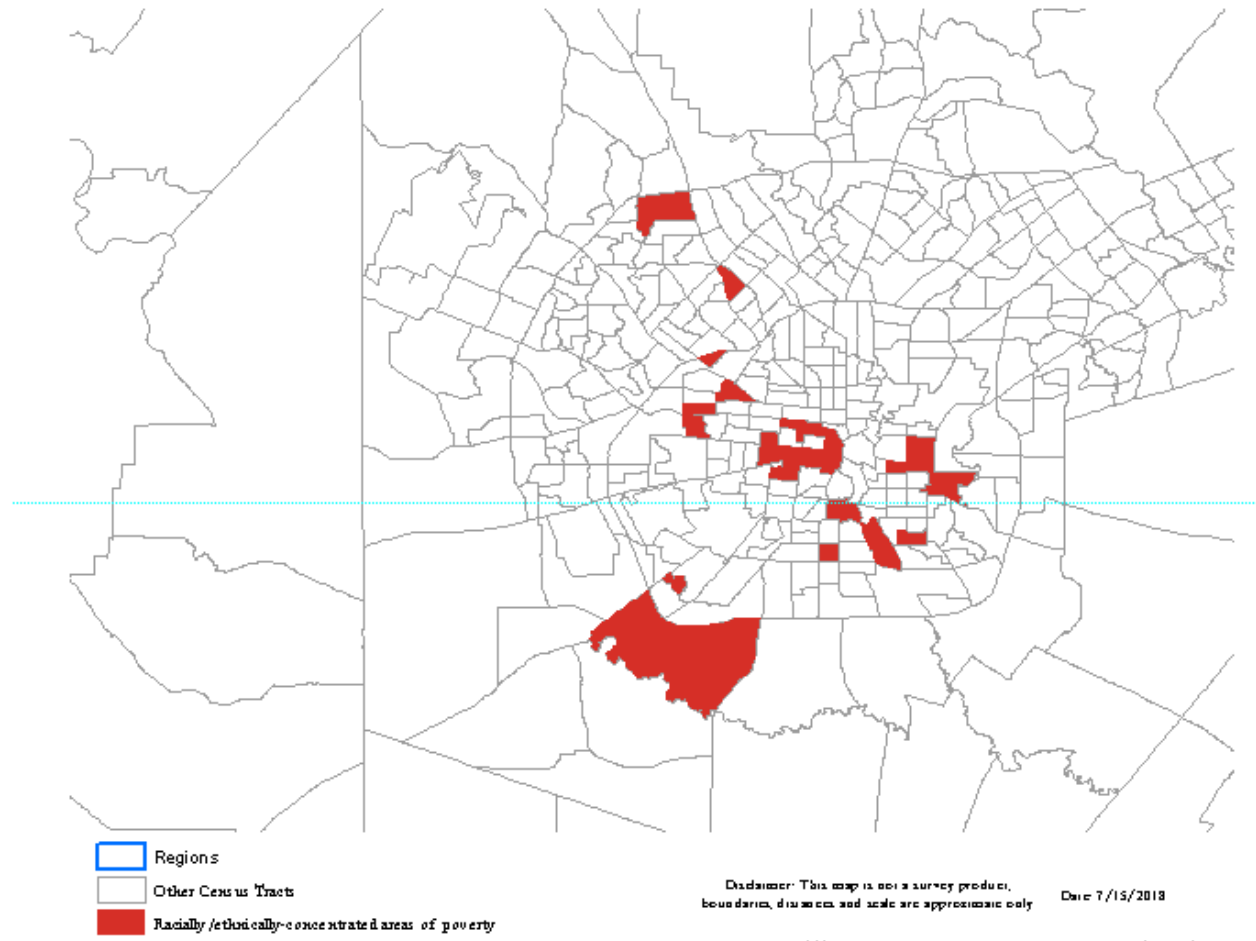 Regions
Other Census Tracts
Racially/ethnically-concentrated areas of poverty
Disclaimer: This map is not a survey product,
boundaries, distances and scale are approximate only
Date 7/15/2018